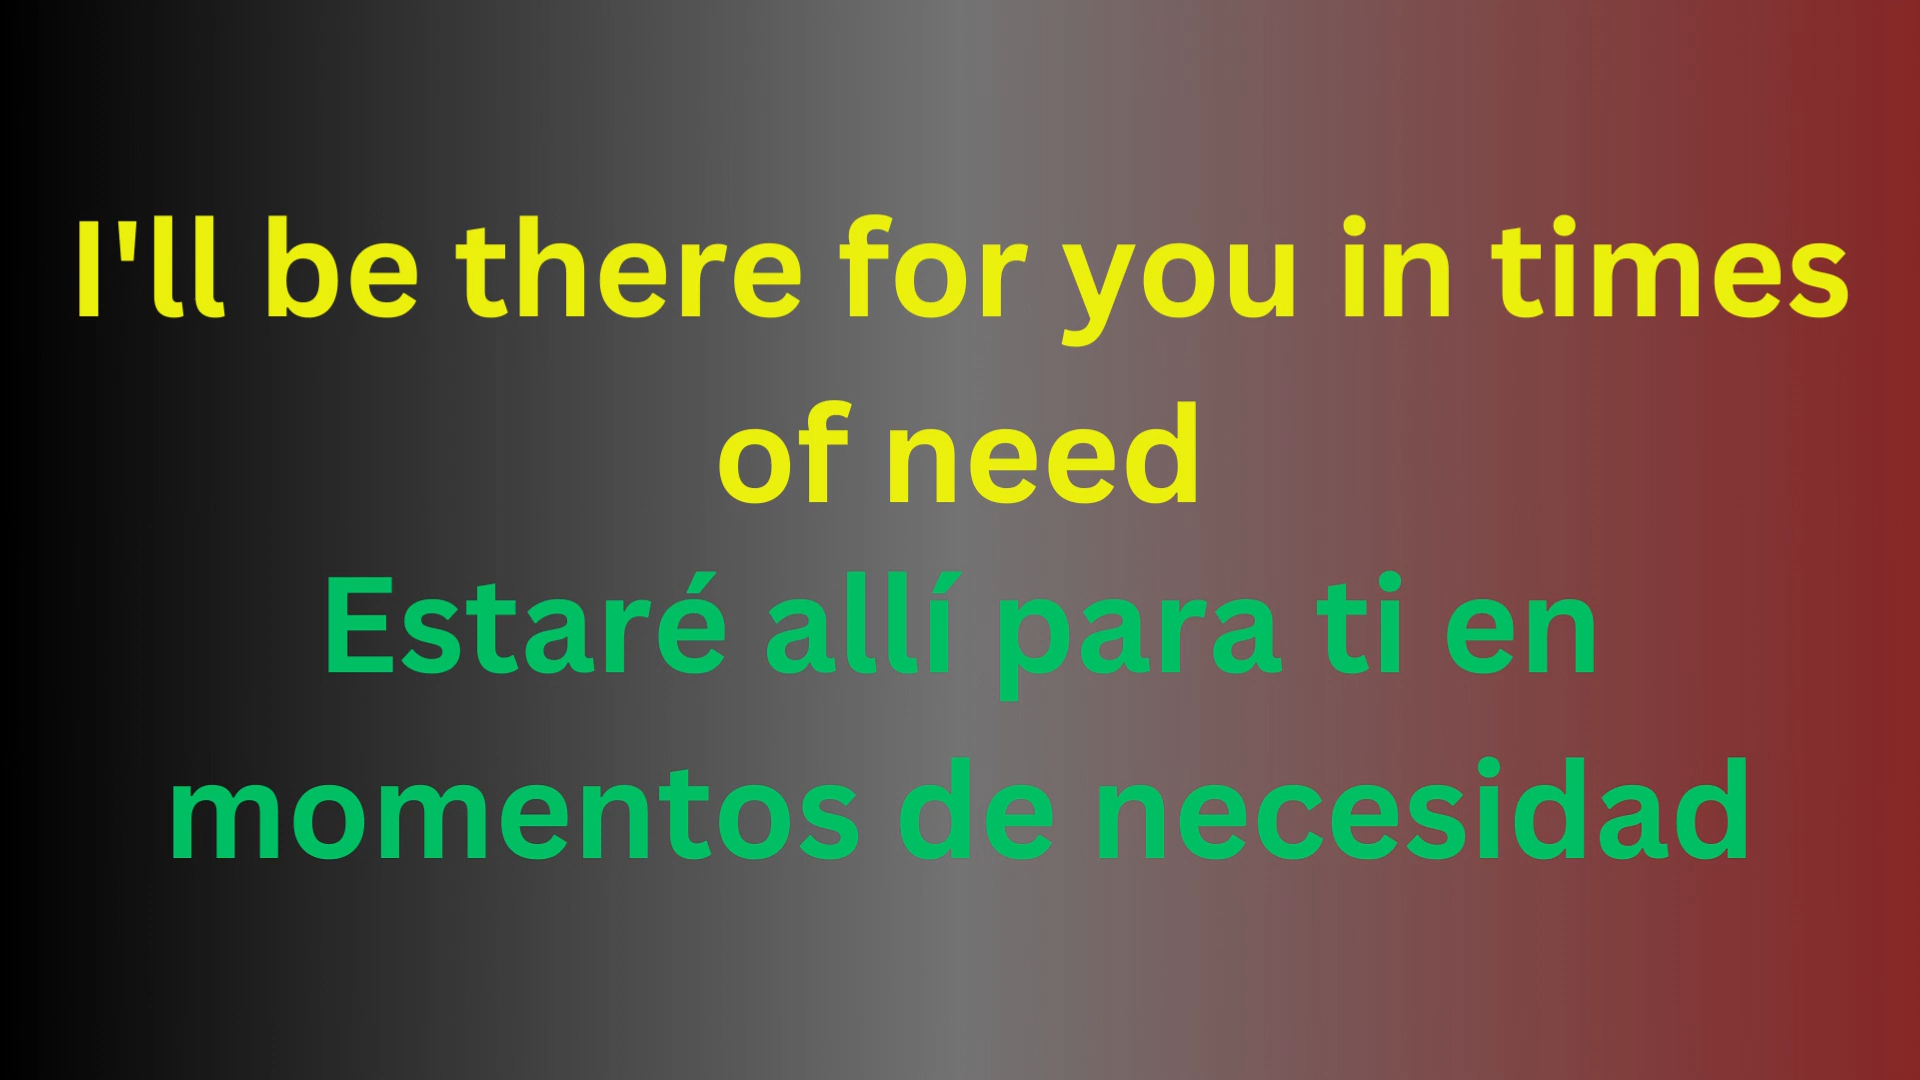 I'll be there for you in times
of need
Estaré allí para ti en
momentos de necesidad